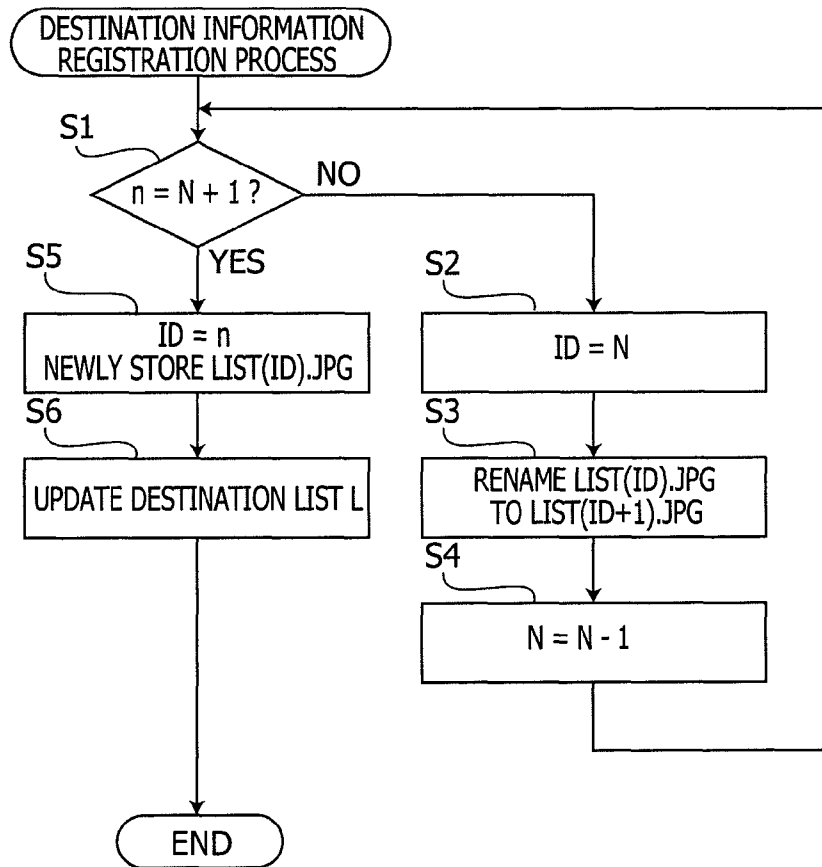 DESTINATION INFORMATION
REGISTRATION PROCESS
S1
n = N + 1 ?
NO
YES
S5
ID = n
NEWLY STORE LIST(ID).JPG
S6
UPDATE DESTINATION LIST L
S2
ID = N
S3
RENAME LIST(ID).JPG
TO LIST(ID+1).JPG
S4
N = N - 1
END